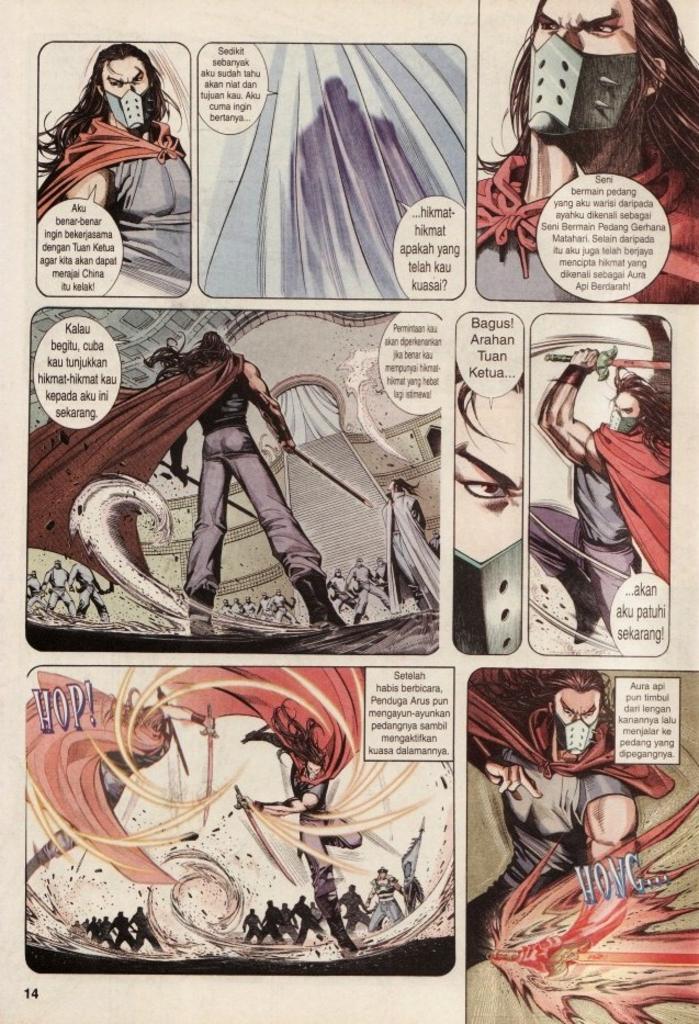 Aku
benar-benar
ingin bekerjasama
dengan Tuan Ketua
agar kita akan dapat
merajai China
itu kelak!
Sedikit
sebanyak
aku sudah tahu
akan niat dan
tujuan kau. Aku
cuma ingin
bertanya...
...hikmat-
hikmat
apakah yang
telah kau
kuasai?
Seni
bermain pedang
yang aku warisi daripada
ayahku dikenali sebagai
Seni Bermain Pedang Gerhana
Matahari. Selain daripada
itu aku juga telah berjaya
mencipta hikmat yang
dikenali sebagai Aura
Api Berdarah!
Kalau
begitu, cuba
kau tunjukkan
hikmat-hikmat kau
kepada aku ini
sekarang.
Permintaan kau
akan diperkenankan
jika benar kau
mempunyai hikmat-
hikmat yang hebat
lagi istimewa!
Bagus!
Arahan
Tuan
Ketua...
...akan
aku patuhi
sekarang!
HOP!
Setelah
habis berbicara,
Penduga Arus pun
mengayun-ayunkan
pedangnya sambil
mengaktifkan
kuasa dalamannya.
Aura api
pun timbul
dari lengan
kanannya lalu
menjalar ke
pedang yang
dipegangnya.
HONG...
14